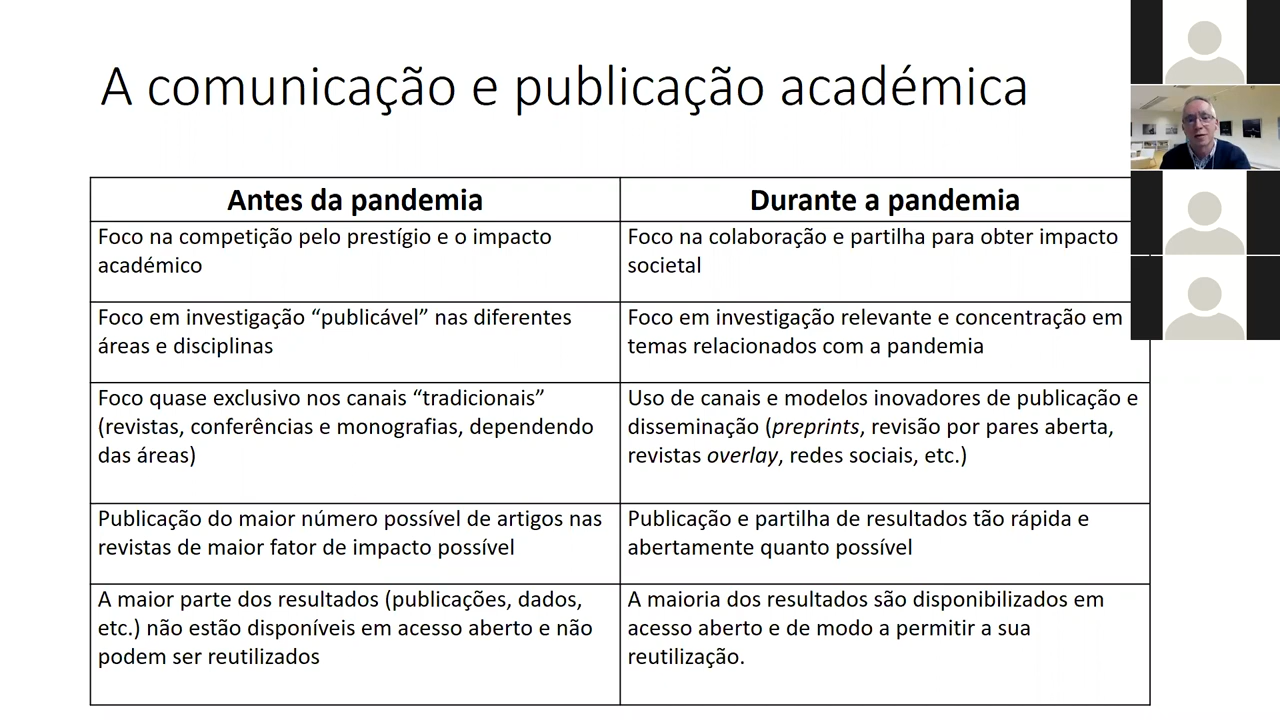 A comunicação e publicação académica
Antes da pandemia
Durante a pandemia
Foco na competição pelo prestígio e o impacto
académico
Foco na colaboração e partilha para obter impacto
societal
Foco em investigação “publicável” nas diferentes
áreas e disciplinas
Foco em investigação relevante e concentração em
temas relacionados com a pandemia
Foco quase exclusivo nos canais “tradicionais”
(revistas, conferências e monografias, dependendo
das áreas)
Uso de canais e modelos inovadores de publicação e
disseminação (preprints, revisão por pares aberta,
revistas overlay, redes sociais, etc.)
Publicação do maior número possível de artigos nas
revistas de maior fator de impacto possível
Publicação e partilha de resultados tão rápida e
abertamente quanto possível
A maior parte dos resultados (publicações, dados,
etc.) não estão disponíveis em acesso aberto e não
podem ser reutilizados
A maioria dos resultados são disponibilizados em
acesso aberto e de modo a permitir a sua
reutilização.